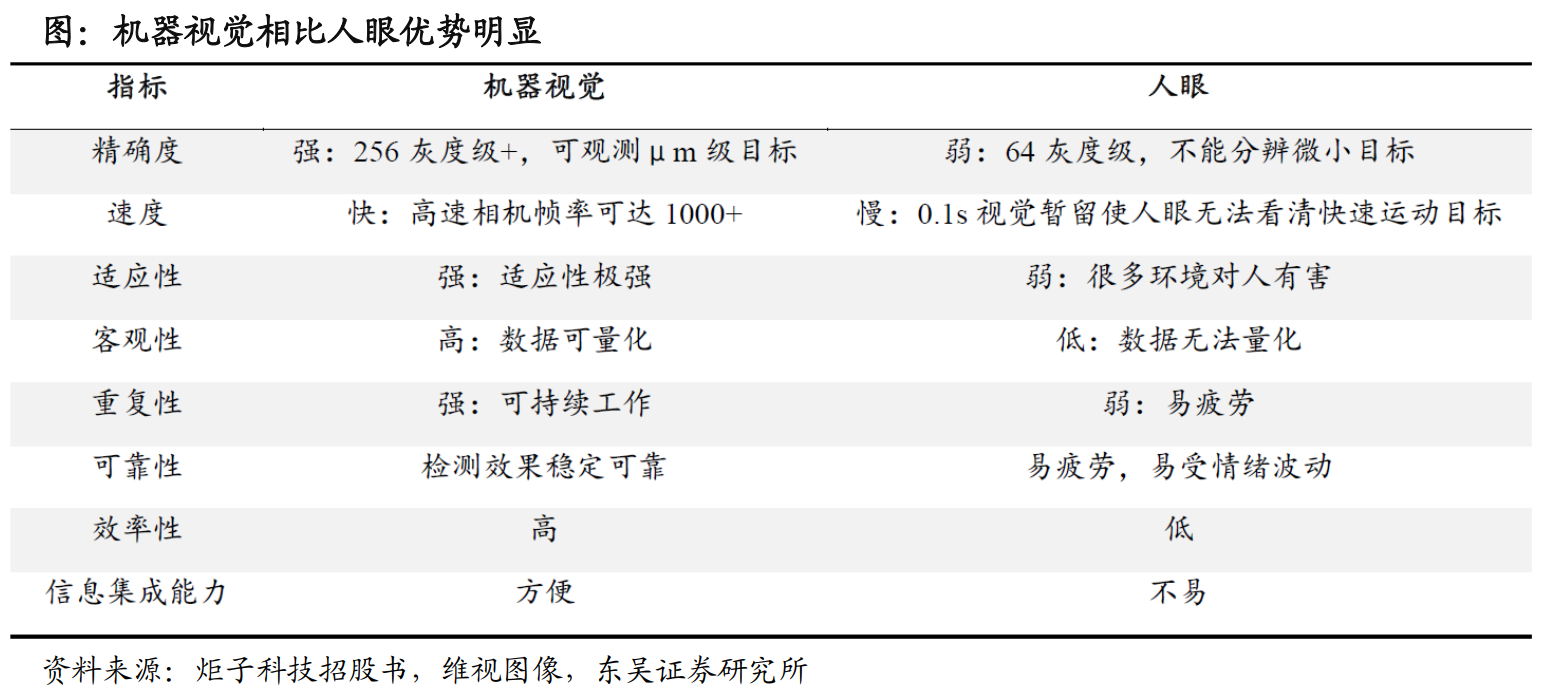 图：机器视觉相比人眼优势明显
指标 机器视觉 人眼
精确度 强：256 灰度级+，可观测μm 级目标 弱：64 灰度级，不能分辨微小目标
速度 快：高速相机帧率可达 1000+ 慢：0.1s 视觉暂留使人眼无法看清快速运动目标
适应性 强：适应性极强 弱：很多环境对人有害
客观性 高：数据可量化 低：数据无法量化
重复性 强：可持续工作 弱：易疲劳
可靠性 检测效果稳定可靠 易疲劳，易受情绪波动
效率性 高 低
信息集成能力 方便 不易
资料来源：炬子科技招股书，维视图像，东吴证券研究所